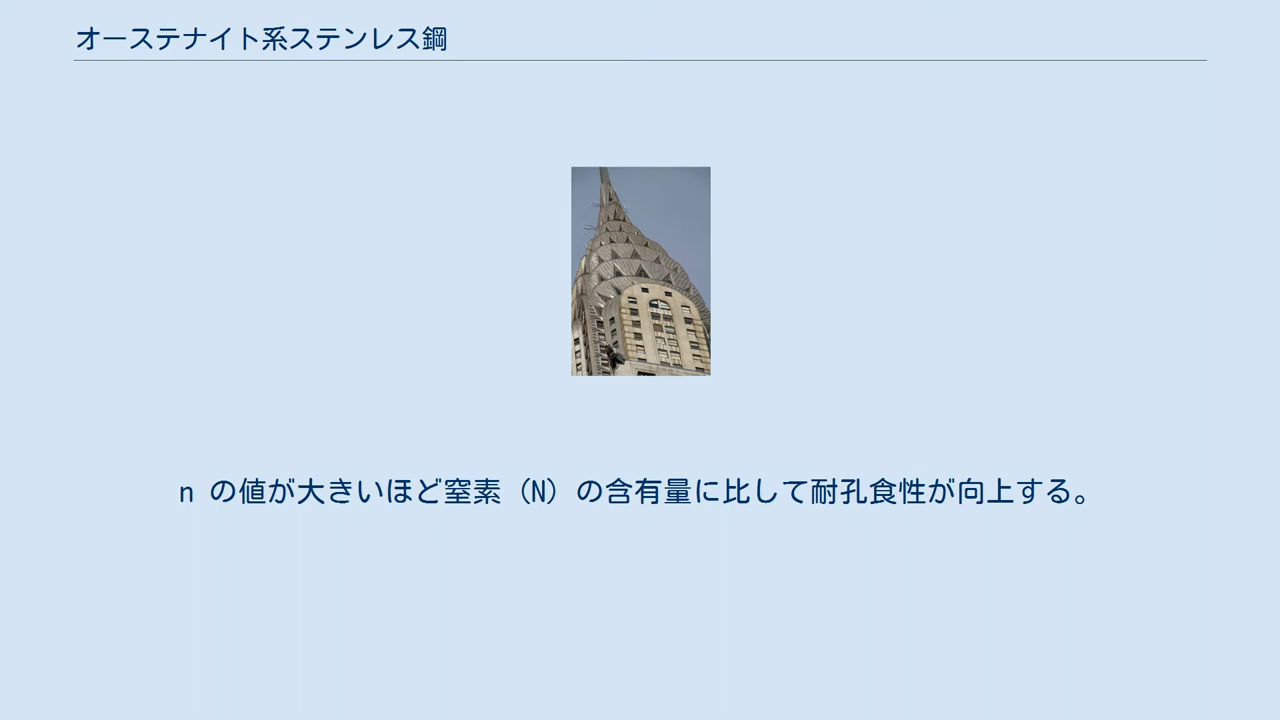 オーステナイト系ステンレス鋼
n の値が大きいほど窒素（N）の含有量に比して耐孔食性が向上する。